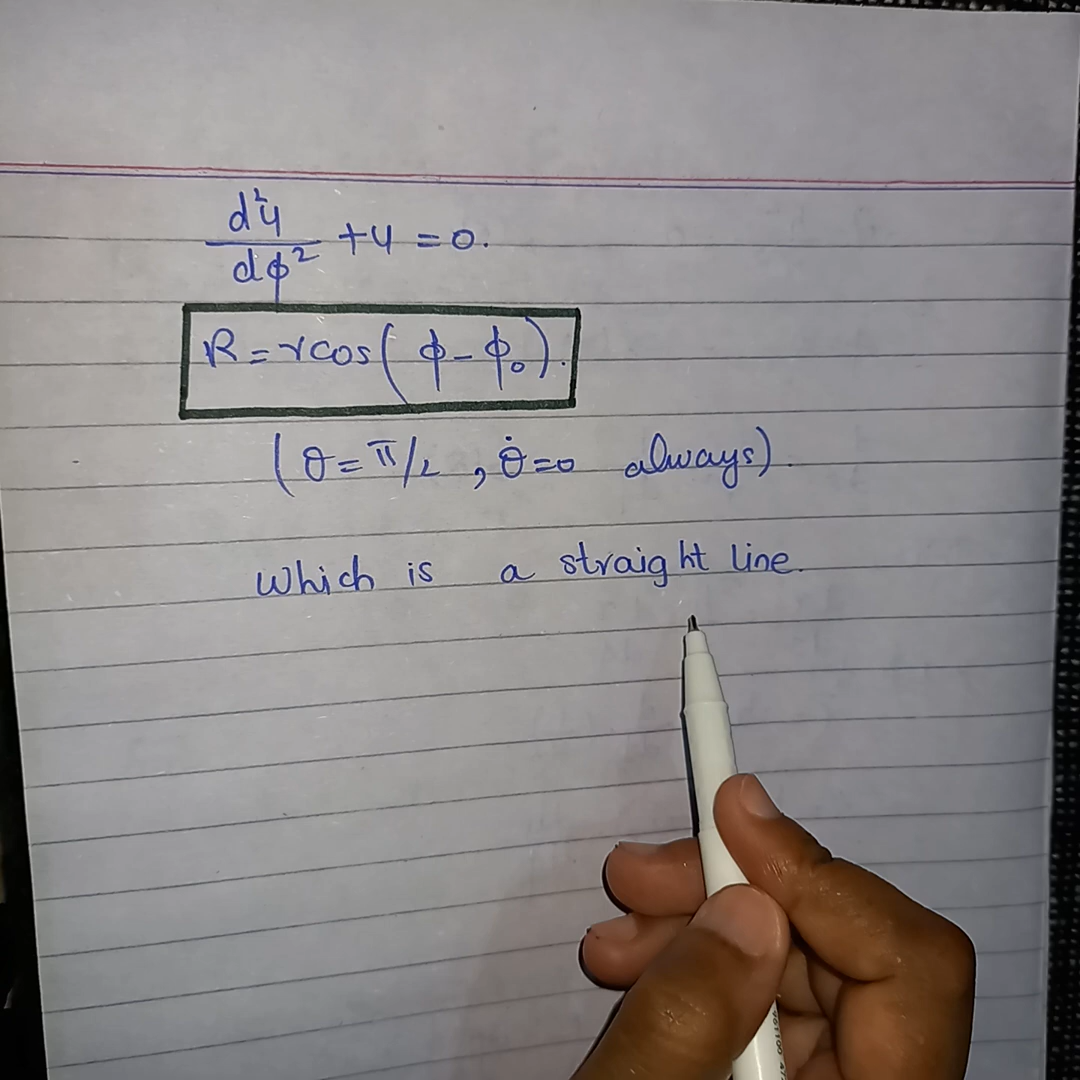 d²u/dϕ² + u = 0.
R = r cos(ϕ - ϕ₀).
(θ = π/2, θ̇ = 0 always).
which is a straight line.